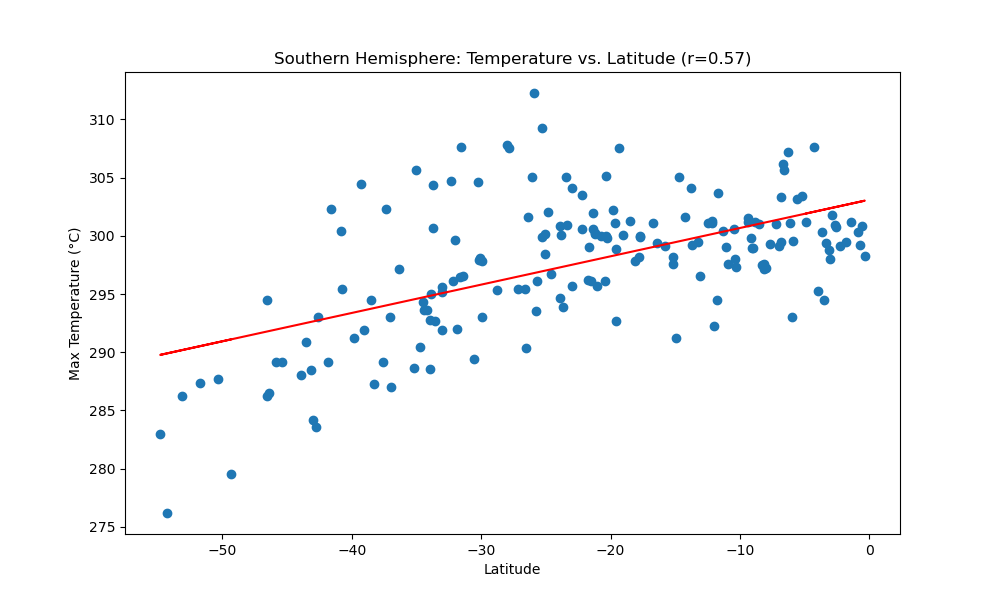 Southern Hemisphere: Temperature vs. Latitude (r=0.57)
Max Temperature (°C)
310
305
300
295
290
285
280
275
−50 −40 −30 −20 −10 0
Latitude